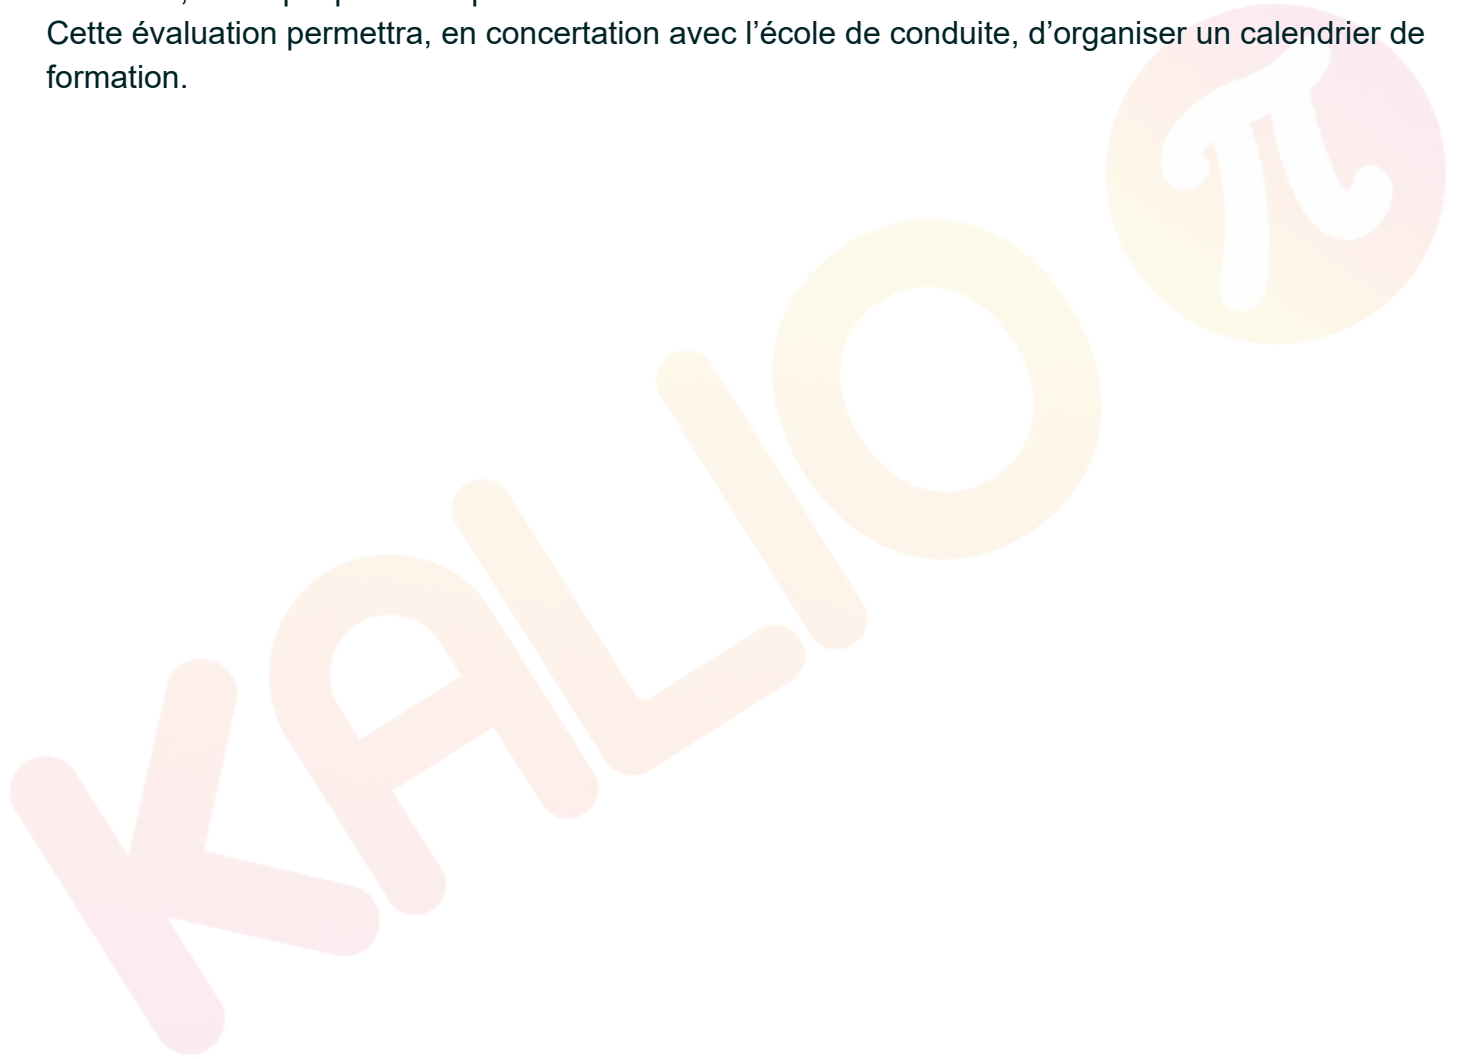 Cette évaluation permettra, en concertation avec l’école de conduite, d’organiser un calendrier de
formation.
KALIO π